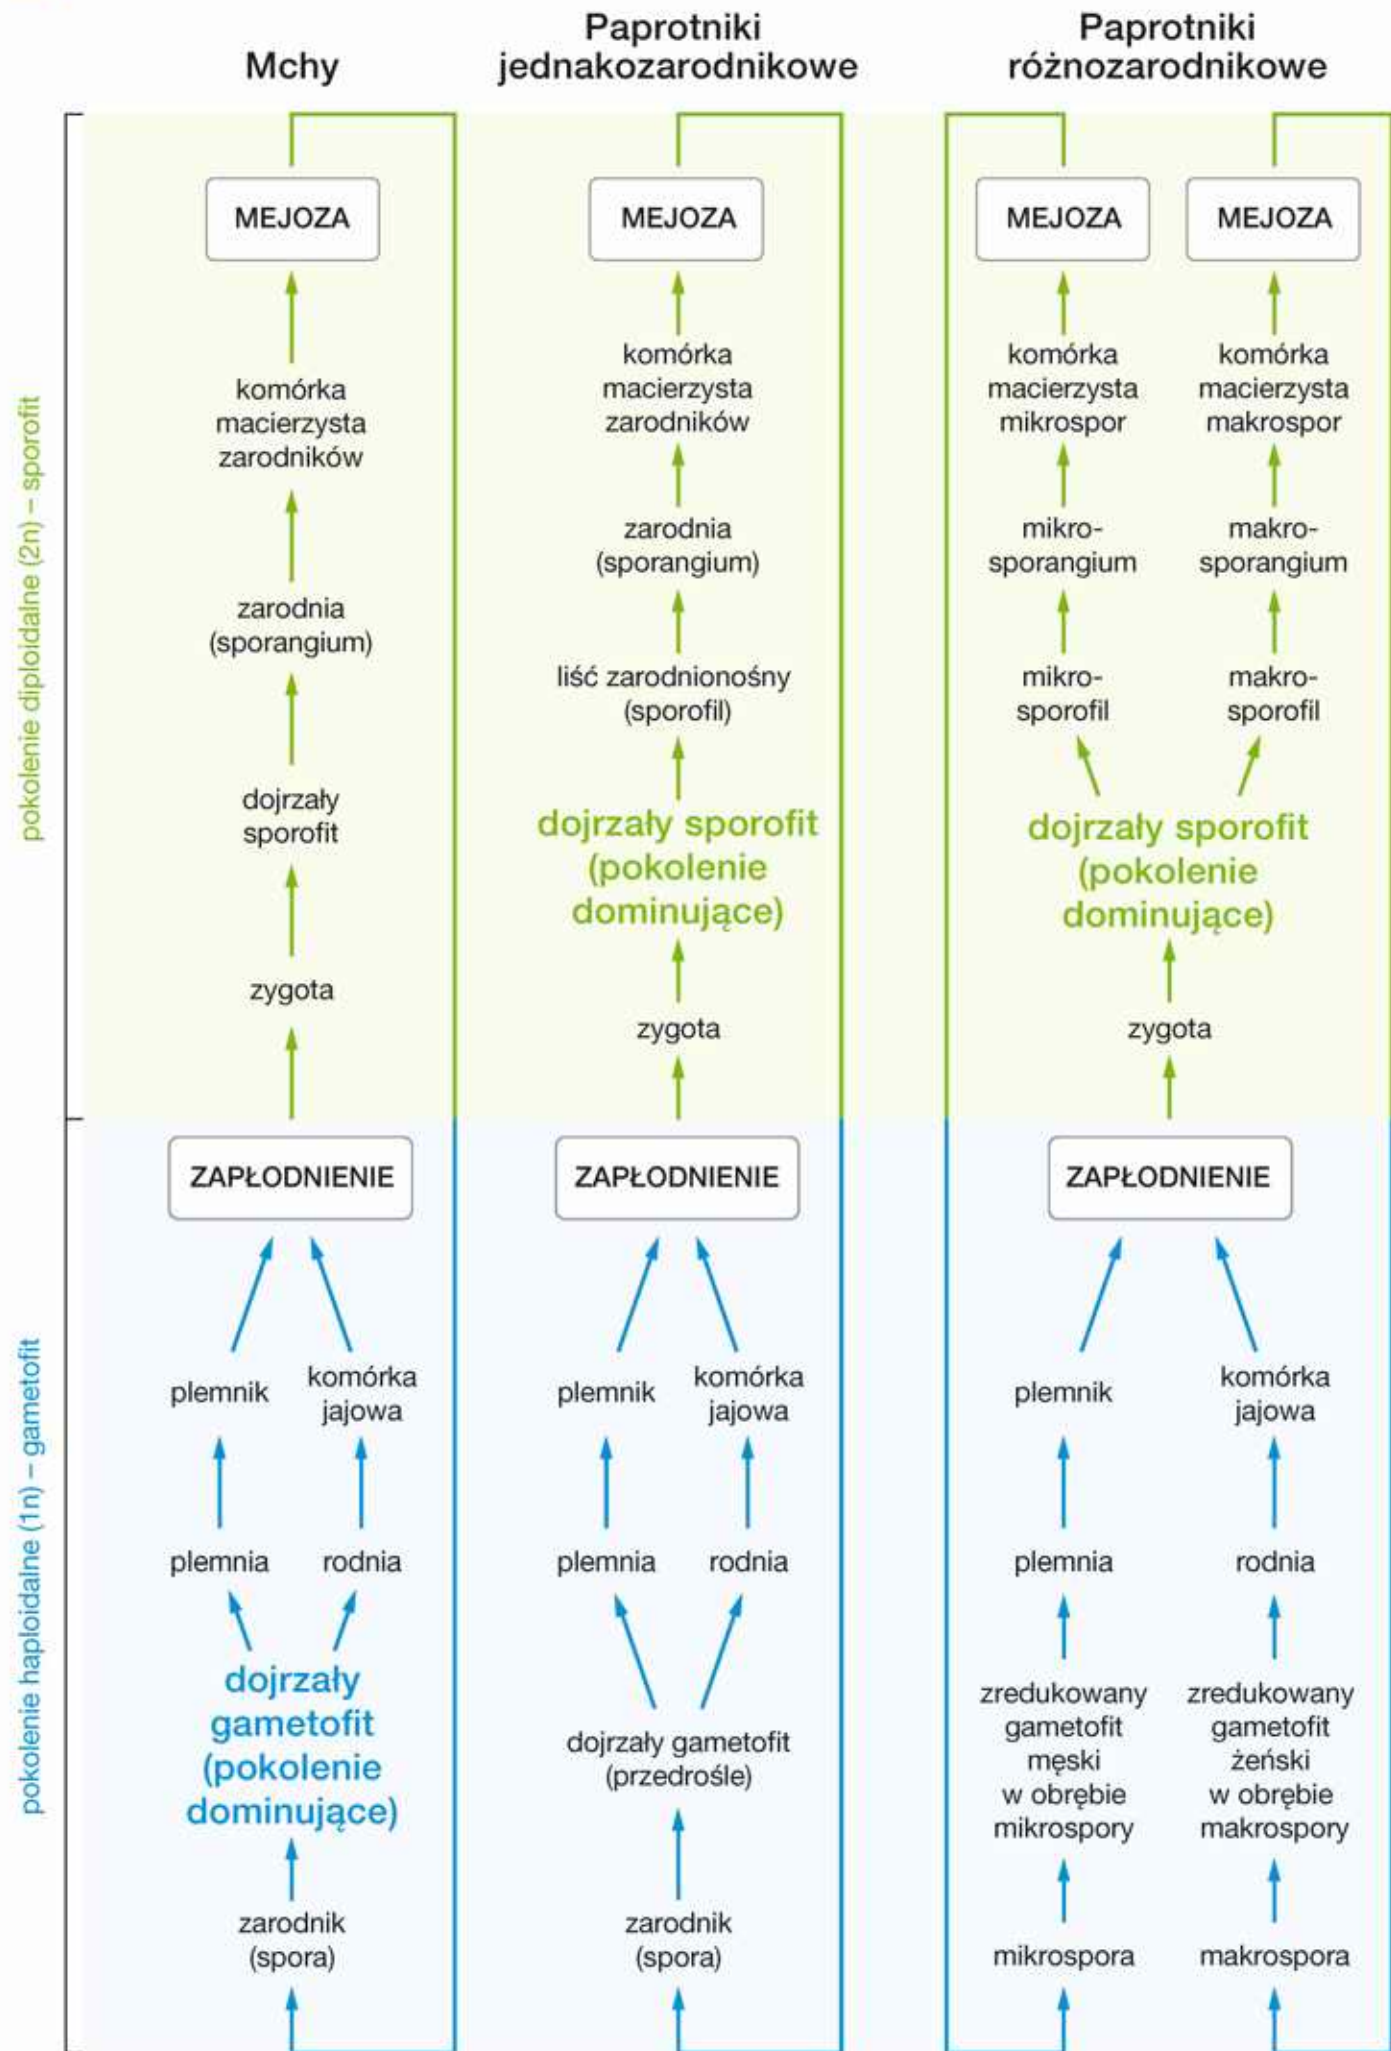 Mchy
Paprotniki
jednakozarodnikowe
Paprotniki
różnozarodnikowe
pokolenie diploidalne (2n) – sporofit
pokolenie haploidalne (1n) – gametofit
MEJOZA
komórka
macierzysta
zarodników
zarodnia
(sporangium)
dojrzały
sporofit
zygota
ZAPŁODNIENIE
plemnik
komórka
jajowa
plemnia
rodnia
dojrzały
gametofit
(pokolenie
dominujące)
zarodnik
(spora)
MEJOZA
komórka
macierzysta
zarodników
zarodnia
(sporangium)
liść zarodnionośny
(sporofil)
dojrzały sporofit
(pokolenie
dominujące)
zygota
ZAPŁODNIENIE
plemnik
komórka
jajowa
plemnia
rodnia
dojrzały gametofit
(przedrośle)
zarodnik
(spora)
MEJOZA
MEJOZA
komórka
macierzysta
mikrospor
komórka
macierzysta
makrospor
mikro-
sporangium
makro-
sporangium
mikro-
sporofil
makro-
sporofil
dojrzały sporofit
(pokolenie
dominujące)
zygota
ZAPŁODNIENIE
plemnik
komórka
jajowa
plemnia
rodnia
zredukowany
gametofit
męski
w obrębie
mikrospory
zredukowany
gametofit
żeński
w obrębie
makrospory
mikrospora
makrospora